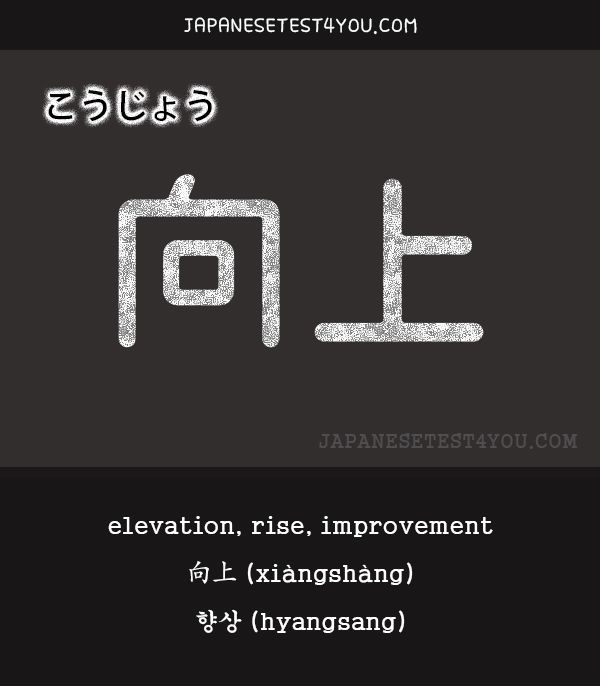 JAPANESETEST4YOU.COM
こうじょう
向上
JAPANESETEST4YOU.COM
elevation, rise, improvement
向上 (xiàngshàng)
향상 (hyangsang)